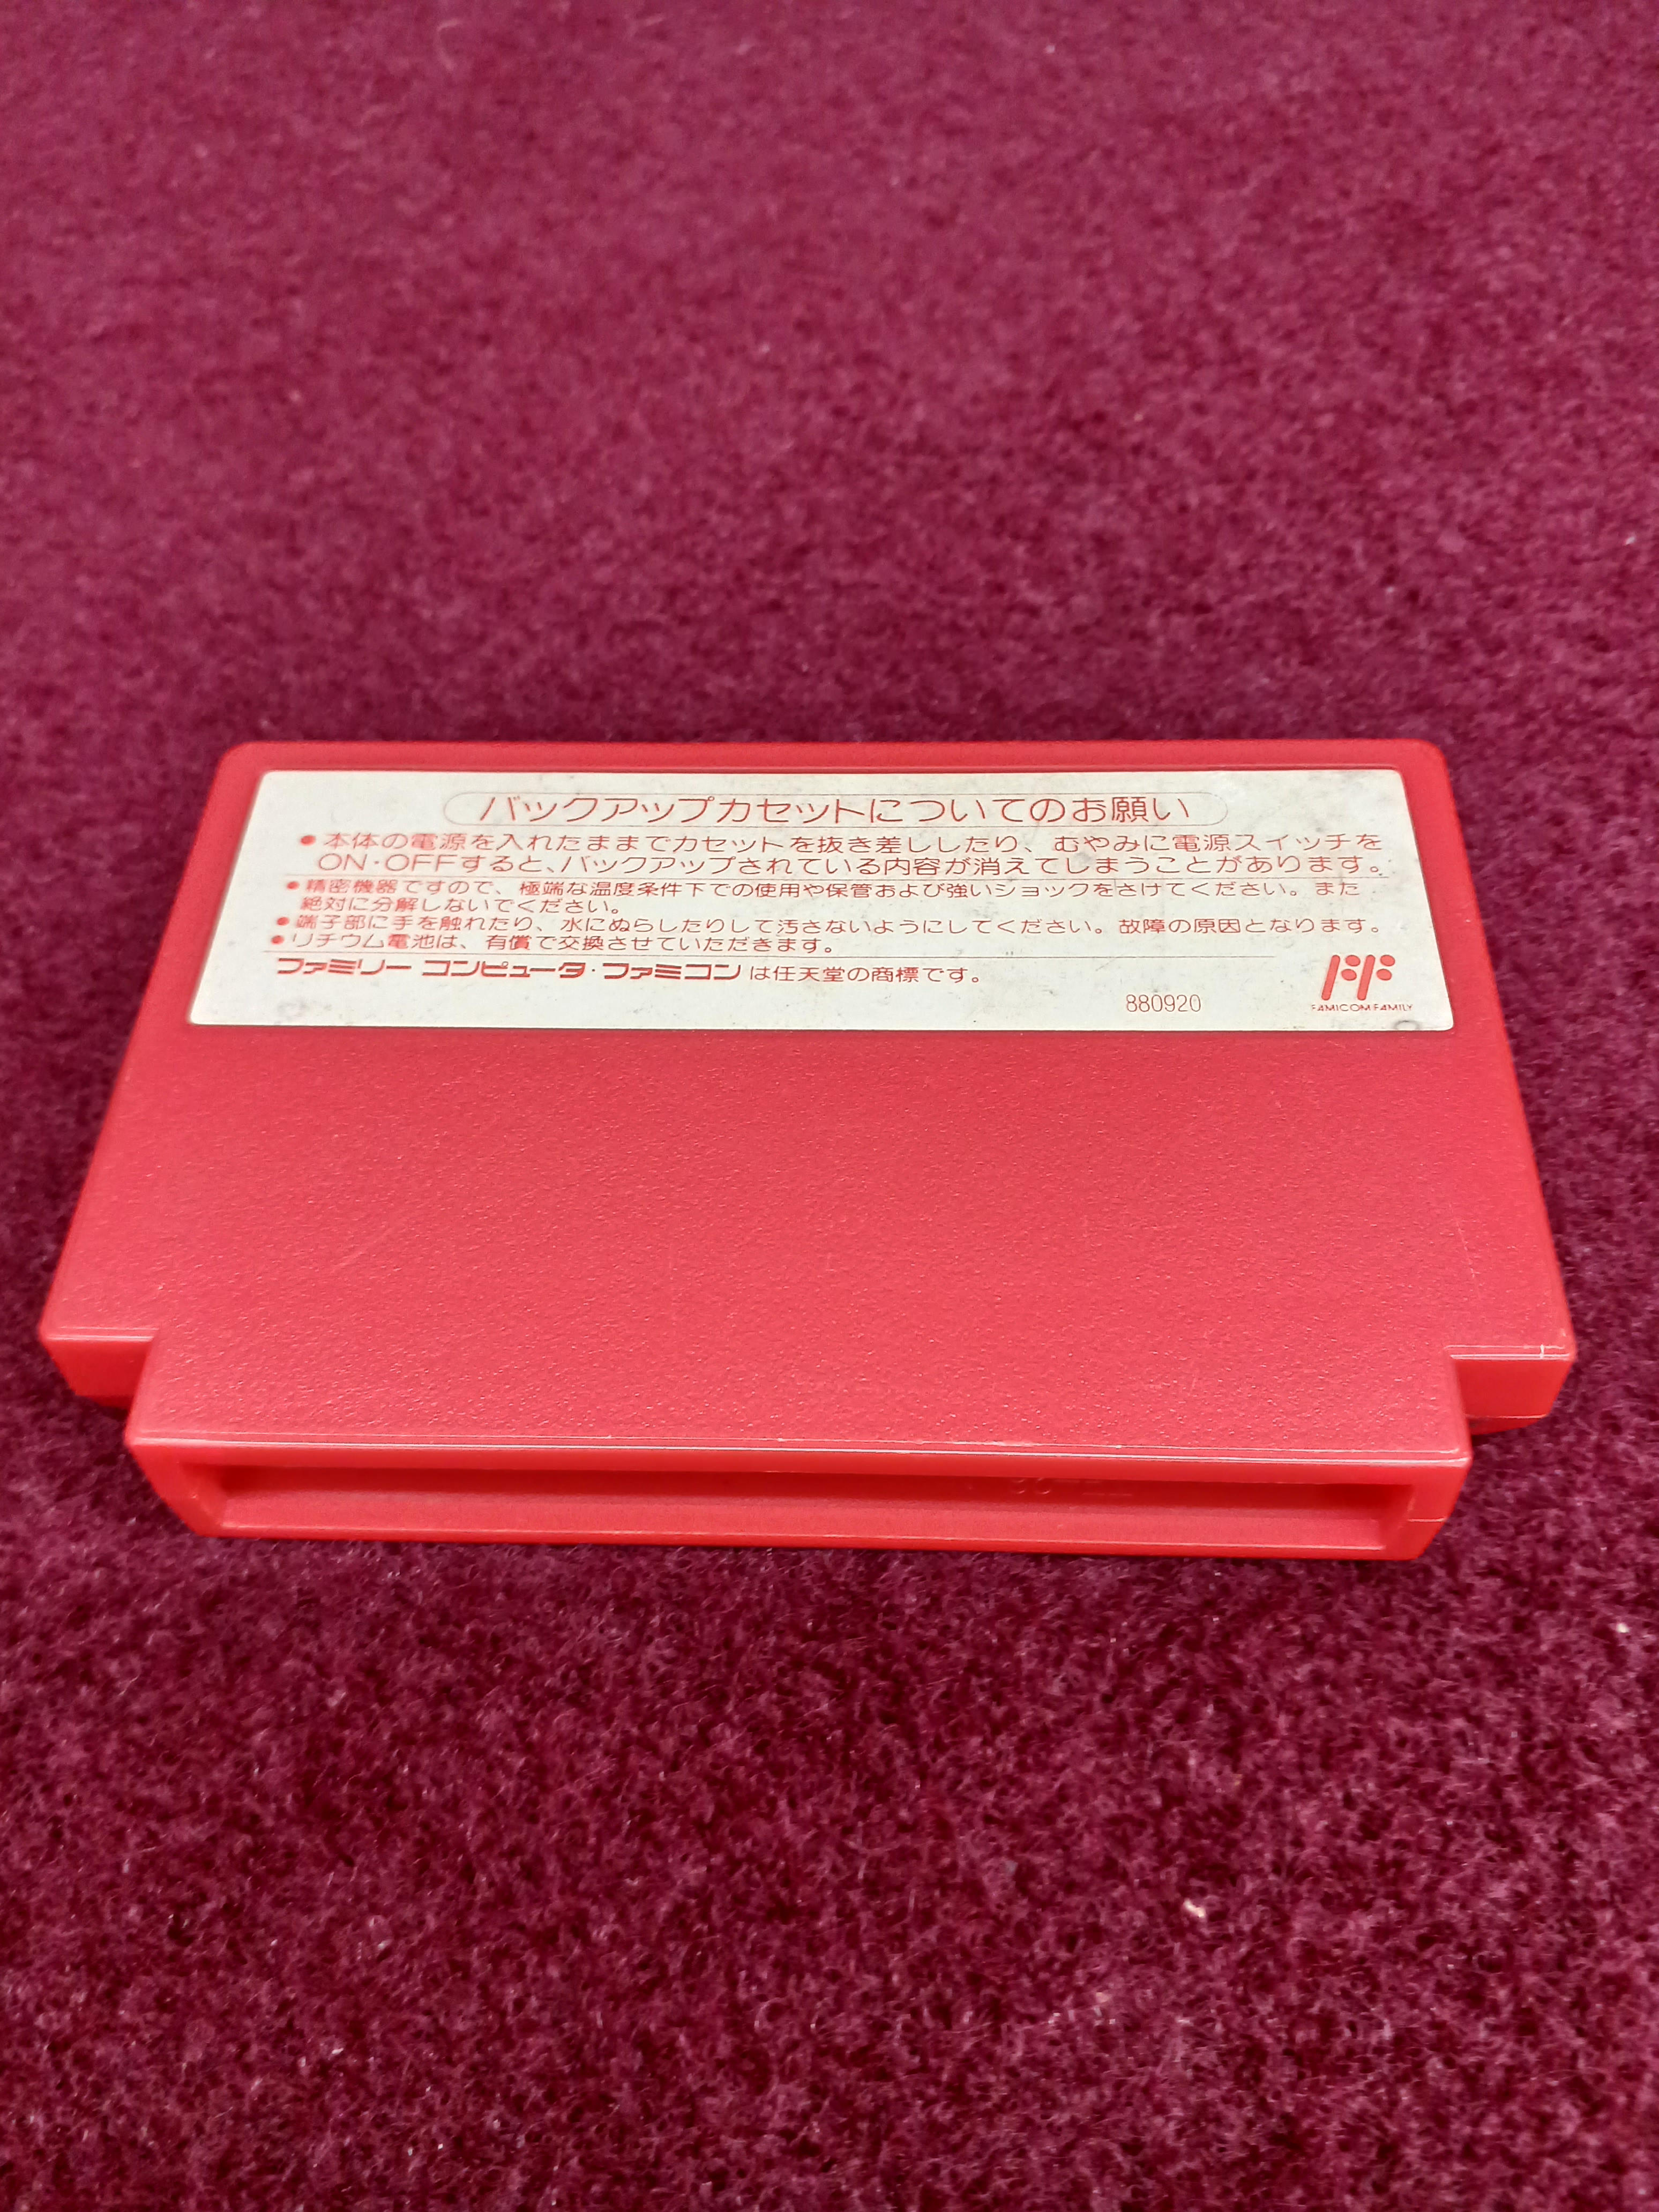 バックアップカセットについてのお願い
●本体の電源を入れたままでカセットを抜き差ししたり、むやみに電源スイッチを
ON・OFFすると、バックアップされている内容が消えてしまうことがあります。
●精密機器ですので、極端な温度条件下での使用や保管および強いショックをさけてください。また
絶対に分解しないでください。
●端子部に手を触れたり、水にぬらしたりして汚さないようにしてください。故障の原因となります。
●リチウム電池は、有償で交換させていただきます。
ファミリー コンピュータ・ファミコン は任天堂の商標です。
880920
FAMICOM FAMILY